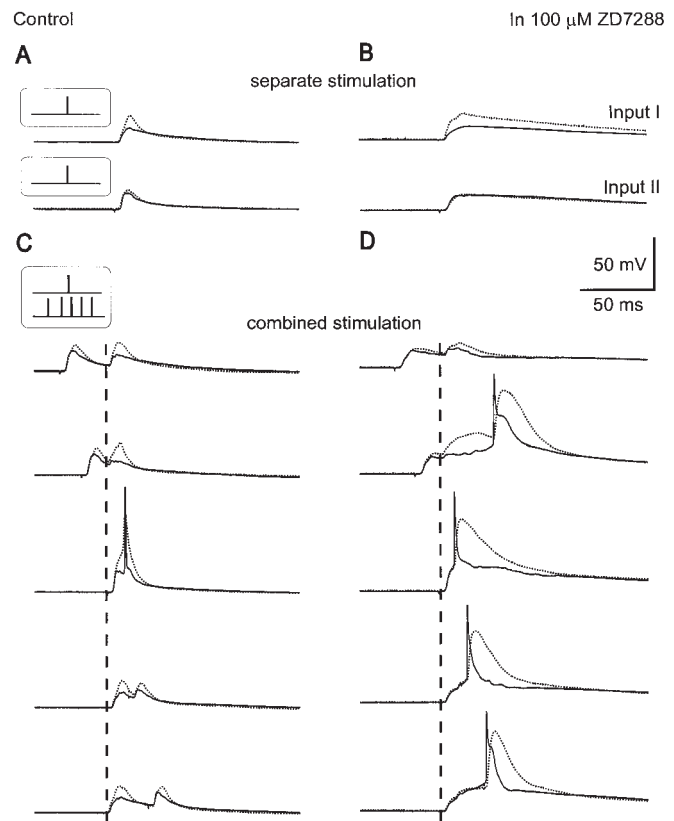 Control
In 100 μM ZD7288
A
B
separate stimulation
Input I
Input II
C
D
50 mV
50 ms
combined stimulation